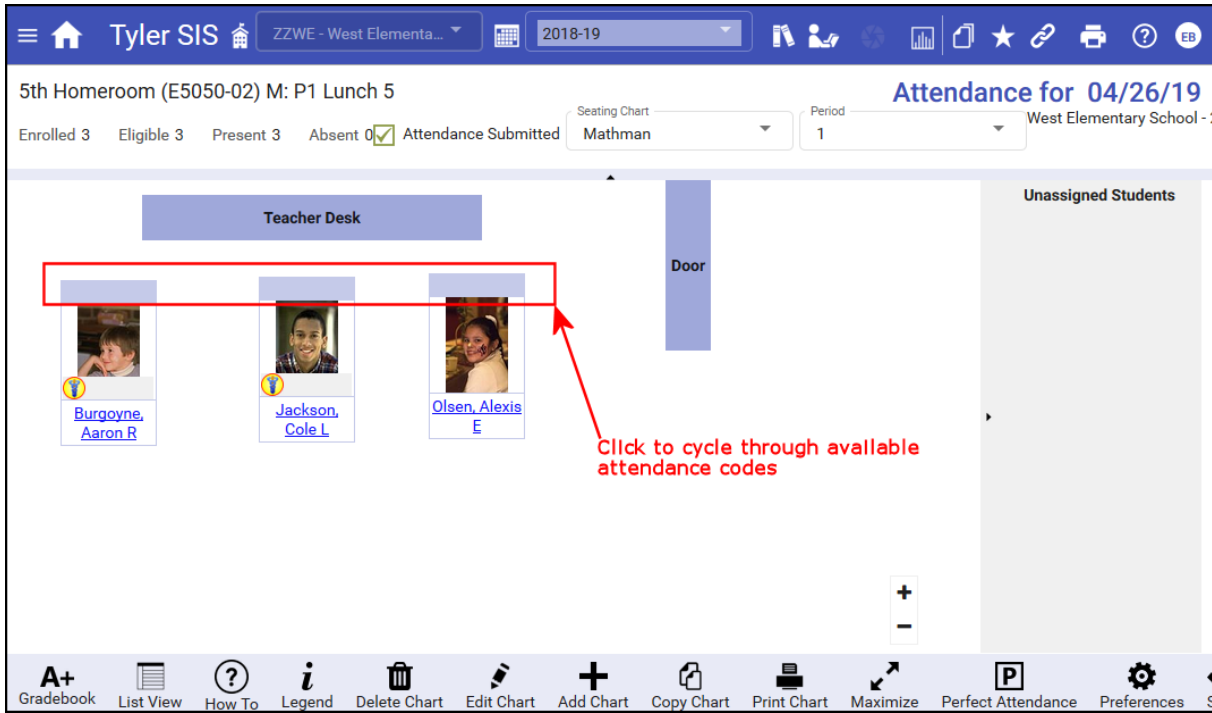 Tyler SIS
ZZWE - West Elementa...
2018-19
EB
5th Homeroom (E5050-02) M: P1 Lunch 5
Attendance for 04/26/19
Enrolled 3 Eligible 3 Present 3 Absent 0 Attendance Submitted
Seating Chart
Mathman
Period
1
West Elementary School -
Teacher Desk
Door
Unassigned Students
Burgoyne,
Aaron R
Jackson,
Cole L
Olsen, Alexis
E
Click to cycle through available
attendance codes
+
−
A+
Gradebook
List View
?
How To
i
Legend
Delete Chart
Edit Chart
Add Chart
Copy Chart
Print Chart
Maximize
P
Perfect Attendance
Preferences